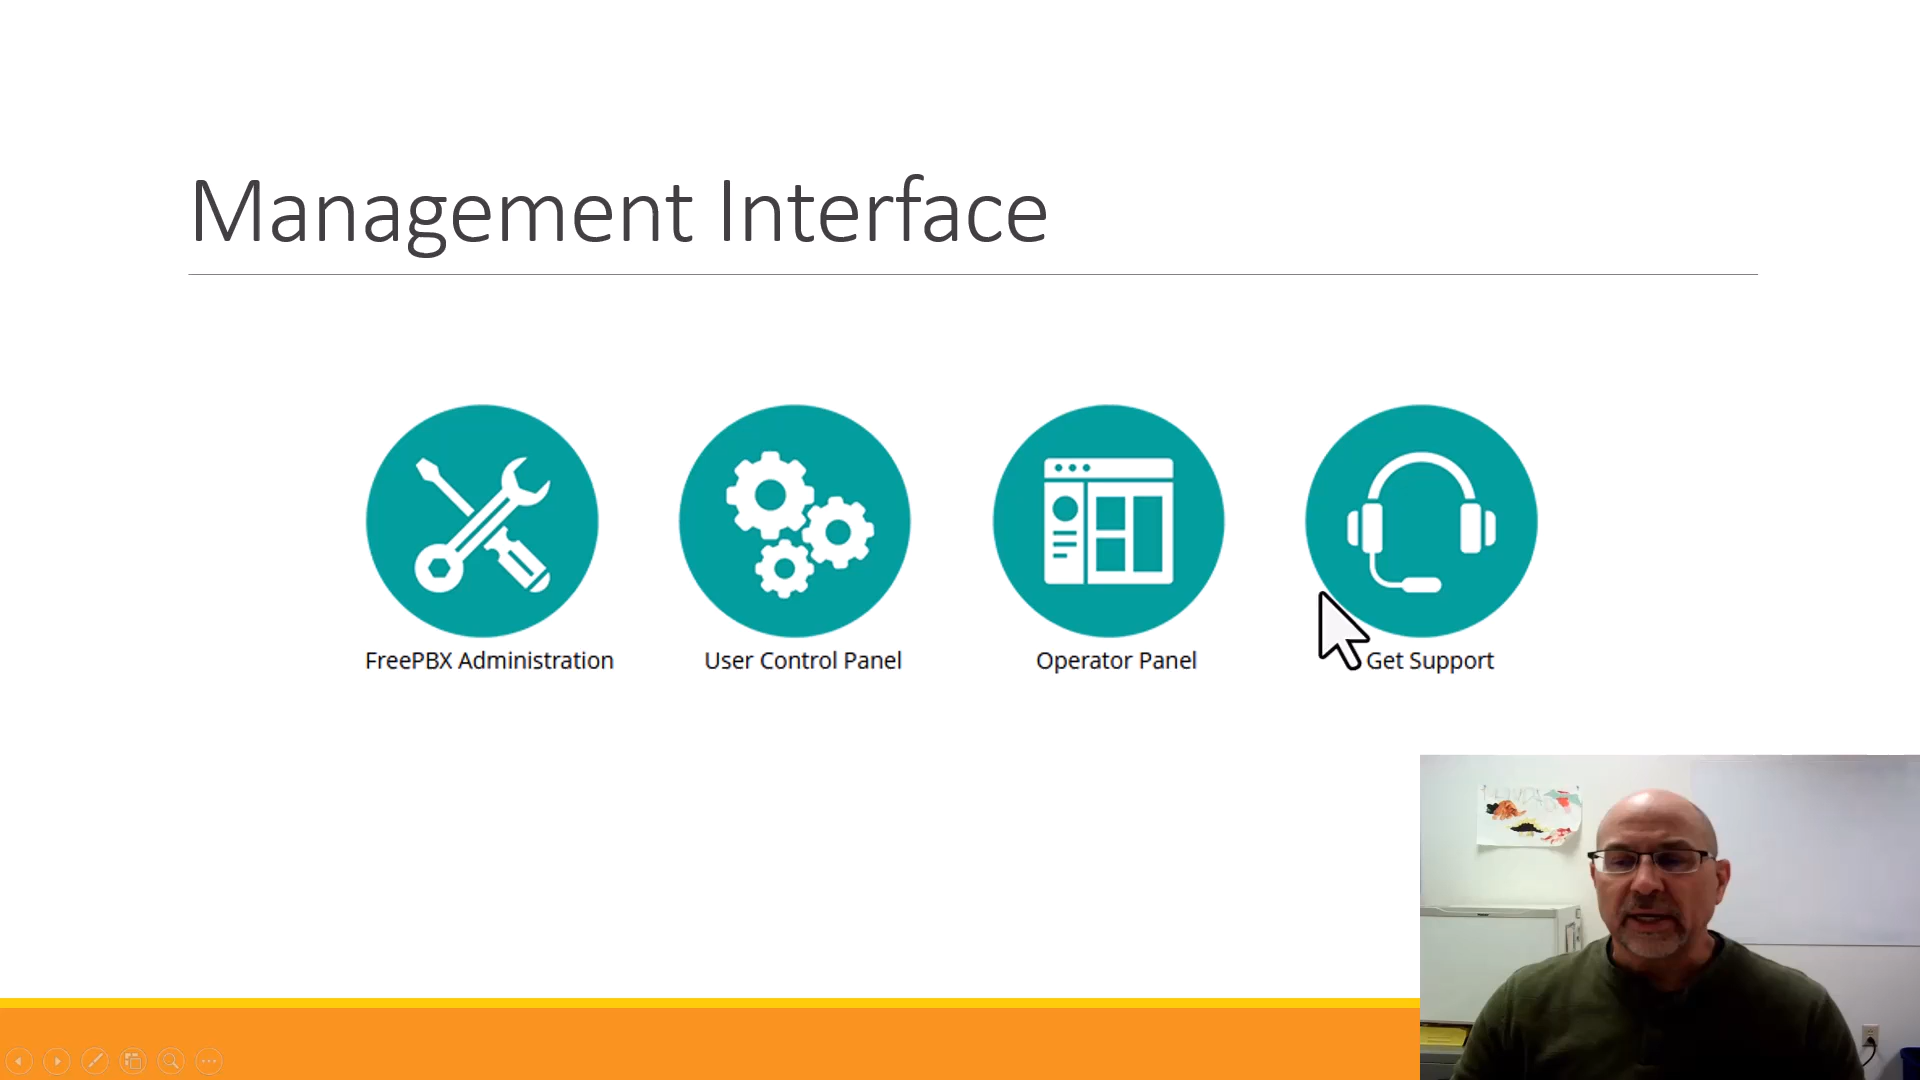 Management Interface
FreePBX Administration
User Control Panel
Operator Panel
Get Support